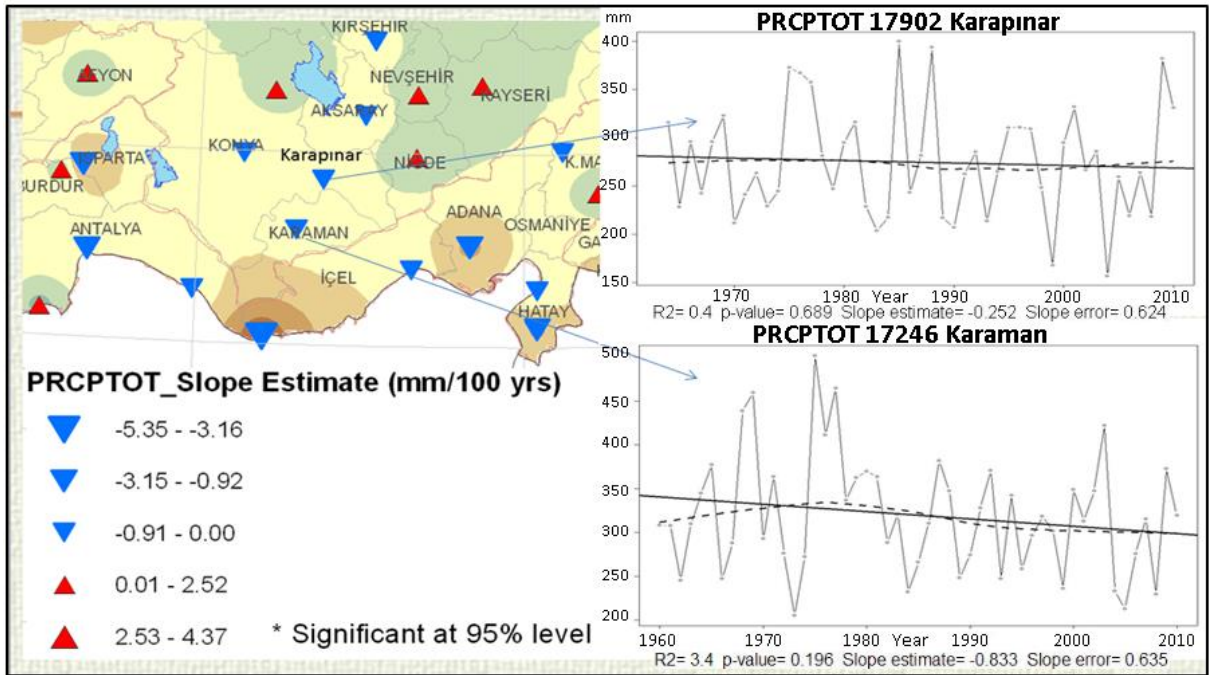 KIRŞEHİR
NEVŞEHİR
KAYSERİ
AKSARAY
KONYA
Karapınar
NİĞDE
K.MA
ISPARTA
BURDUR
ANTALYA
KARAMAN
ADANA
OSMANİYE
GA
İÇEL
HATAY
PRCPTOT_Slope Estimate (mm/100 yrs)
-5.35 - -3.16
-3.15 - -0.92
-0.91 - 0.00
0.01 - 2.52
2.53 - 4.37
* Significant at 95% level
PRCPTOT 17902 Karapınar
mm
400
350
300
250
200
150
1970 1980 Year 1990 2000 2010
R2= 0.4 p-value= 0.689 Slope estimate= -0.252 Slope error= 0.624
PRCPTOT 17246 Karaman
500
450
400
350
300
250
200
1960 1970 1980 Year 1990 2000 2010
R2= 3.4 p-value= 0.196 Slope estimate= -0.833 Slope error= 0.635